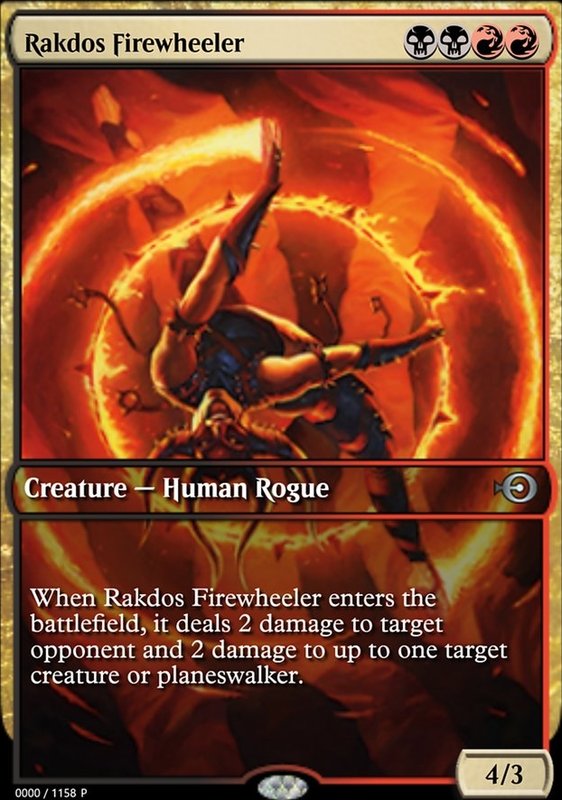 Rakdos Firewheeler
Creature — Human Rogue
When Rakdos Firewheeler enters the
battlefield, it deals 2 damage to target
opponent and 2 damage to up to one target
creature or planeswalker.
4/3
0000 / 1158 P